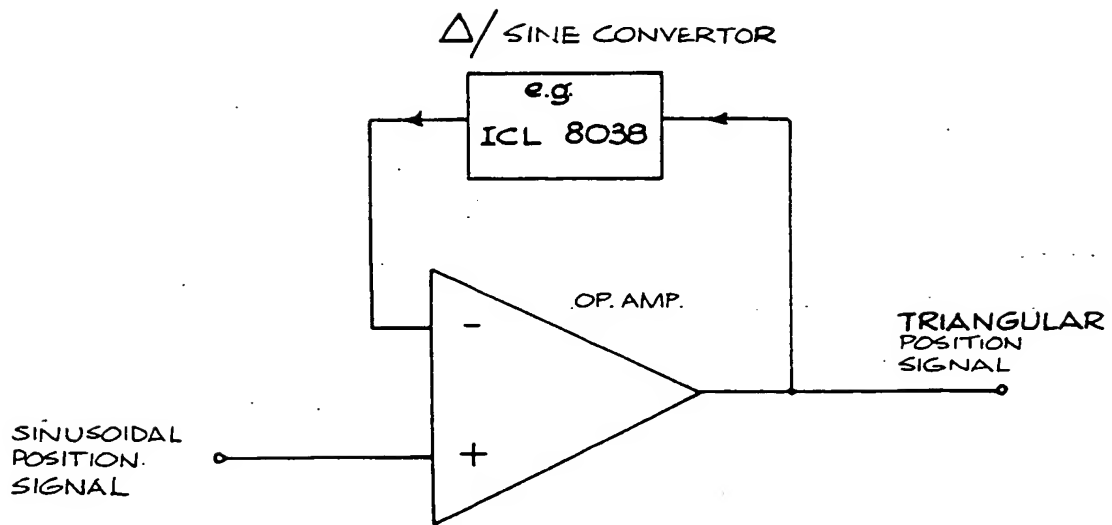 Δ/ SINE CONVERTOR
e.g.
ICL 8038
OP. AMP.
-
+
TRIANGULAR
POSITION
SIGNAL
SINUSOIDAL
POSITION.
SIGNAL